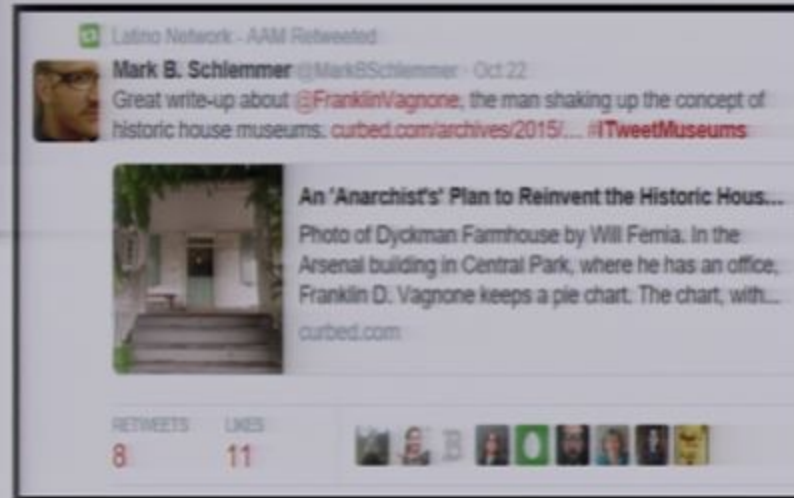 Latino Network - AAM Retweeted
Mark B. Schlemmer @MarkBSchlemmer · Oct 22
Great write-up about @FranklinVagnone, the man shaking up the concept of
historic house museums. curbed.com/archives/2015/... #ITweetMuseums
An 'Anarchist's' Plan to Reinvent the Historic Hous...
Photo of Dyckman Farmhouse by Will Femia. In the
Arsenal building in Central Park, where he has an office,
Franklin D. Vagnone keeps a pie chart. The chart, with...
curbed.com
RETWEETS LIKES
8 11
B